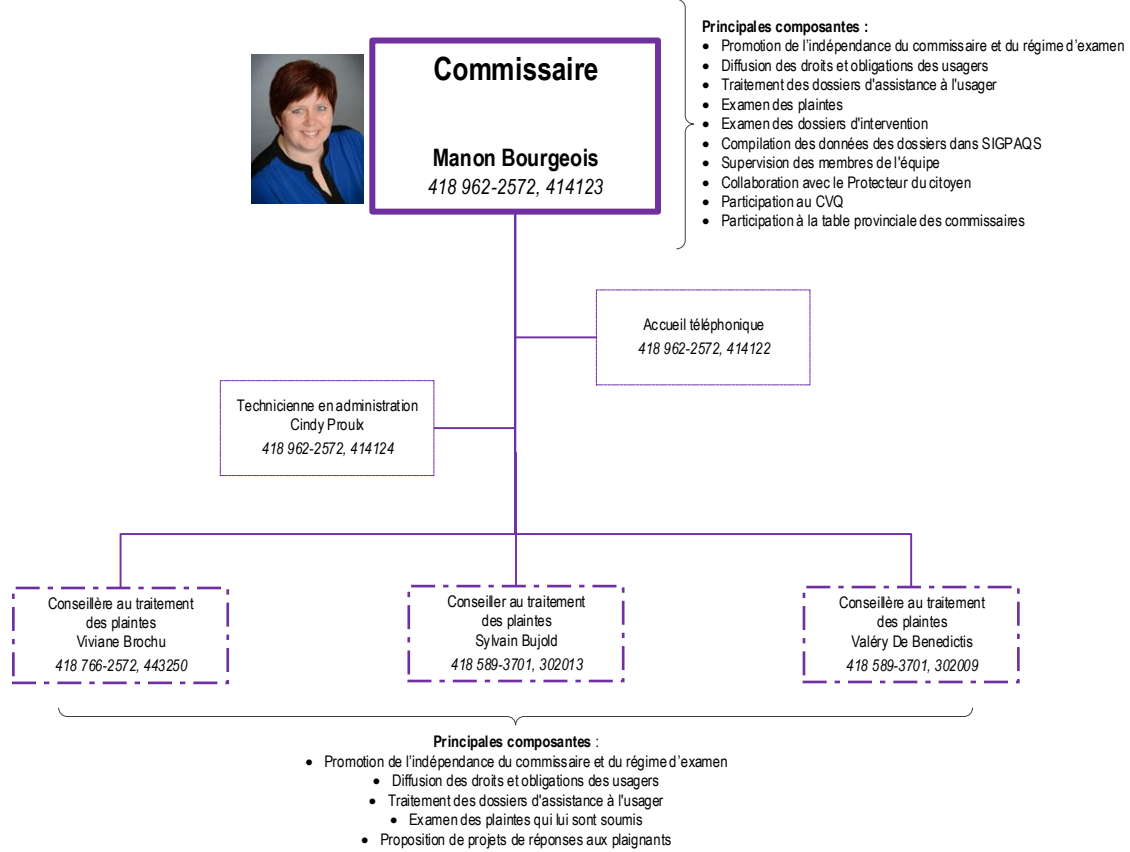 Commissaire
Manon Bourgeois
418 962-2572, 414123
Principales composantes :
• Promotion de l'indépendance du commissaire et du régime d'examen
• Diffusion des droits et obligations des usagers
• Traitement des dossiers d'assistance à l'usager
• Examen des plaintes
• Examen des dossiers d'intervention
• Compilation des données des dossiers dans SIGPAQS
• Supervision des membres de l'équipe
• Collaboration avec le Protecteur du citoyen
• Participation au CVQ
• Participation à la table provinciale des commissaires
Accueil téléphonique
418 962-2572, 414122
Technicienne en administration
Cindy Proulx
418 962-2572, 414124
Conseillère au traitement
des plaintes
Viviane Brochu
418 766-2572, 443250
Conseiller au traitement
des plaintes
Sylvain Bujold
418 589-3701, 302013
Conseillère au traitement
des plaintes
Valéry De Benedictis
418 589-3701, 302009
Principales composantes :
• Promotion de l'indépendance du commissaire et du régime d'examen
• Diffusion des droits et obligations des usagers
• Traitement des dossiers d'assistance à l'usager
• Examen des plaintes qui lui sont soumis
• Proposition de projets de réponses aux plaignants